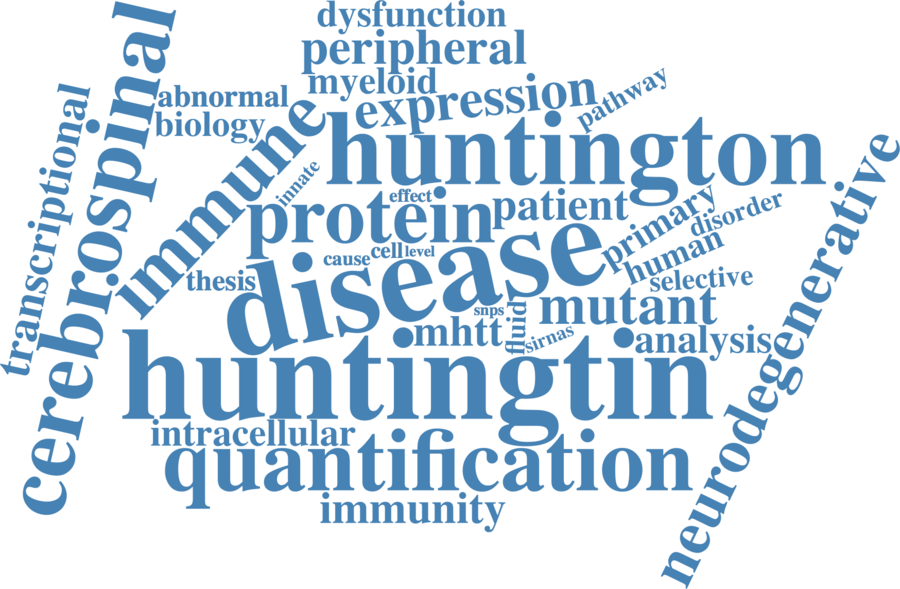 dysfunction
peripheral
myeloid
expression
pathway
abnormal
biology
transcriptional
cerebrospinal
immune
innate
huntington
effect
protein
patient
primary
disorder
neurodegenerative
cause
cell
level
human
thesis
disease
selective
snps
fluid
mutant
mhtt
sirnas
analysis
huntingtin
intracellular
quantification
immunity